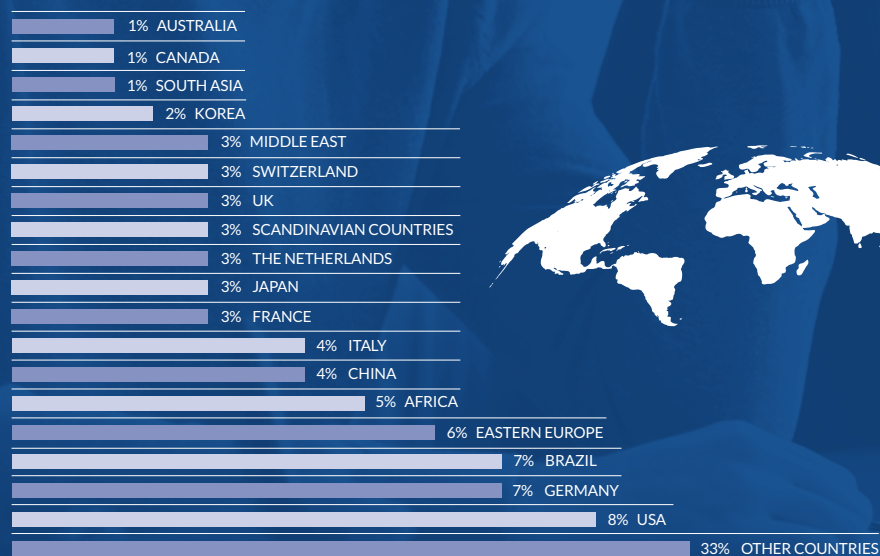 1% AUSTRALIA
1% CANADA
1% SOUTH ASIA
2% KOREA
3% MIDDLE EAST
3% SWITZERLAND
3% UK
3% SCANDINAVIAN COUNTRIES
3% THE NETHERLANDS
3% JAPAN
3% FRANCE
4% ITALY
4% CHINA
5% AFRICA
6% EASTERN EUROPE
7% BRAZIL
7% GERMANY
8% USA
33% OTHER COUNTRIES